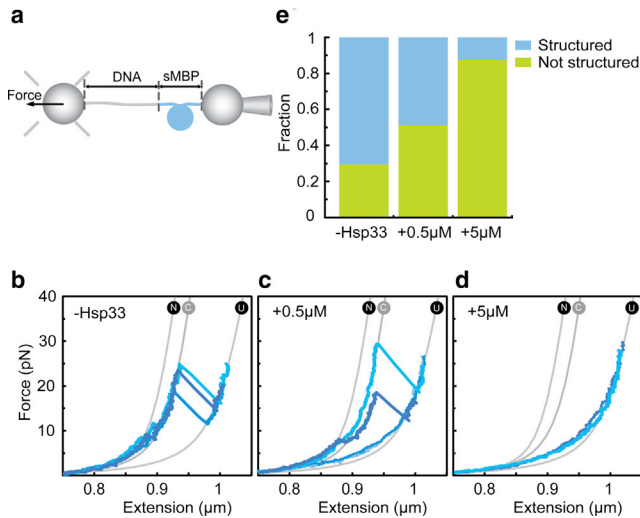 a
DNA
sMBP
Force
e
Fraction
1
0.8
0.6
0.4
0.2
0
Structured
Not structured
-Hsp33
+0.5µM
+5µM
b
-Hsp33
N
C
U
Force (pN)
40
30
20
10
0.8
0.9
1
Extension (µm)
c
+0.5µM
N
C
U
0.8
0.9
1
Extension (µm)
d
+5µM
N
C
U
0.8
0.9
1
Extension (µm)